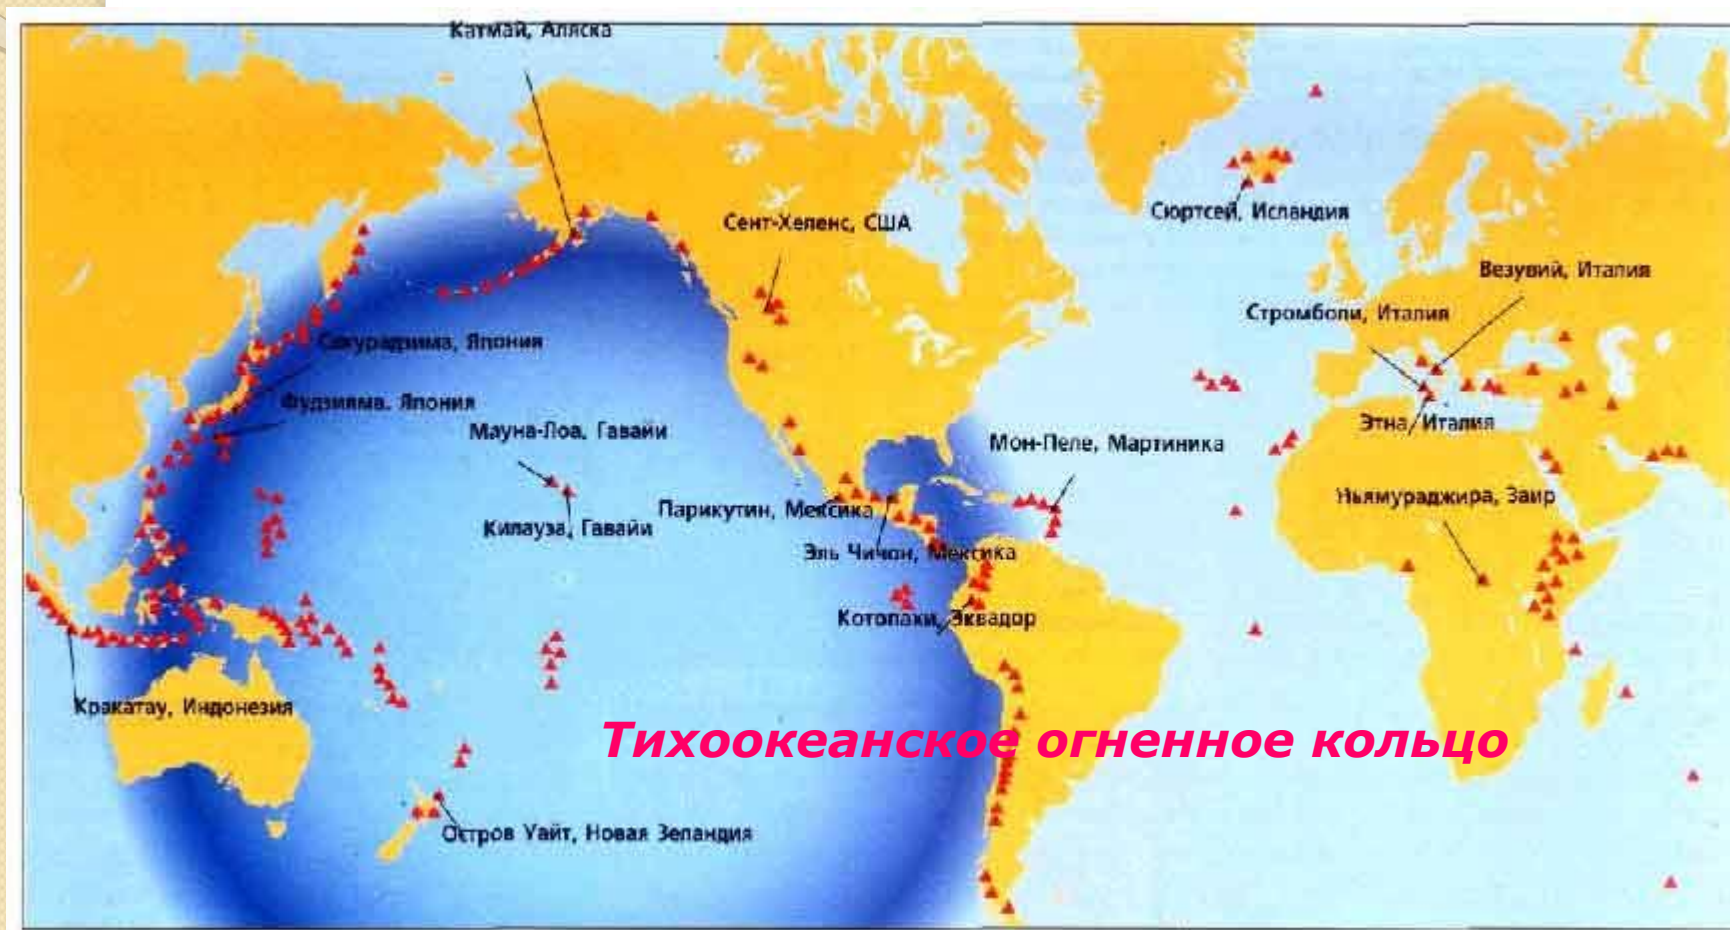 Катмай, Аляска
Сент-Хеленс, США
Сюртсей, Исландия
Везувий, Италия
Стромболи, Италия
Сакурадзима, Япония
Фудзияма, Япония
Этна, Италия
Мауна-Лоа, Гавайи
Мон-Пеле, Мартиника
Ньямураджира, Заир
Парикутин, Мексика
Килауэа, Гавайи
Эль Чичон, Мексика
Котопахи, Эквадор
Кракатау, Индонезия
Тихоокеанское огненное кольцо
Остров Уайт, Новая Зеландия